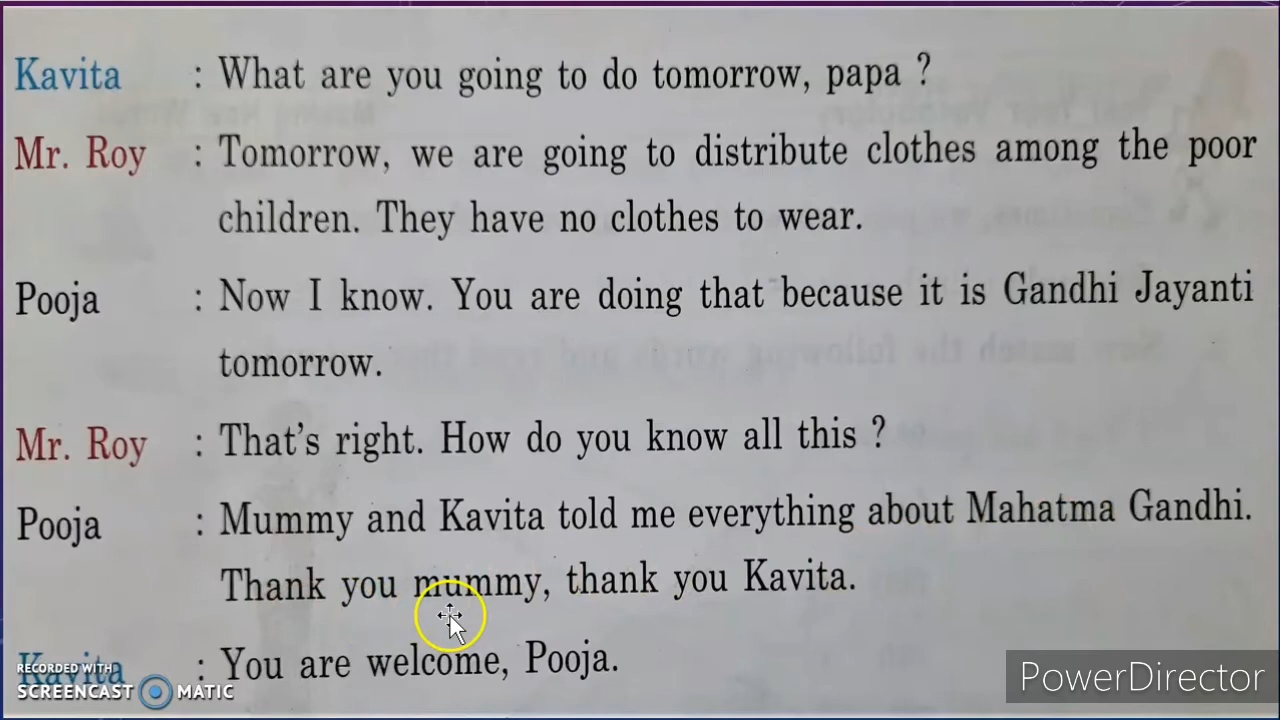 Kavita : What are you going to do tomorrow, papa ?
Mr. Roy : Tomorrow, we are going to distribute clothes among the poor
children. They have no clothes to wear.
Pooja : Now I know. You are doing that because it is Gandhi Jayanti
tomorrow.
Mr. Roy : That's right. How do you know all this ?
Pooja : Mummy and Kavita told me everything about Mahatma Gandhi.
Thank you mummy, thank you Kavita.
Kavita : You are welcome, Pooja.
RECORDED WITH
SCREENCAST MATIC
PowerDirector